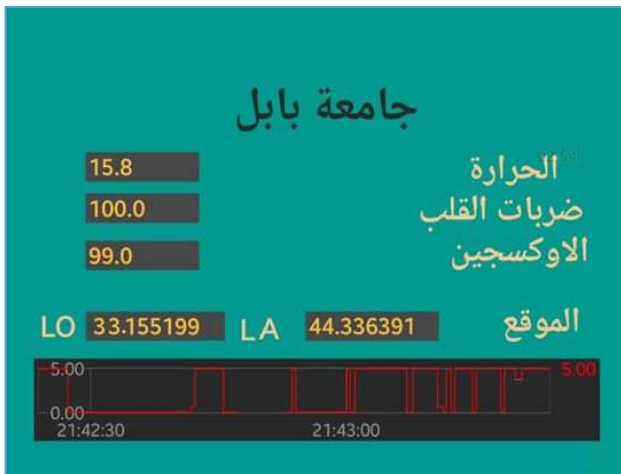 جامعة بابل
الحرارة 15.8
ضربات القلب 100.0
الاوكسجين 99.0
الموقع LO 33.155199 LA 44.336391
5.00 5.00
0.00
21:42:30 21:43:00